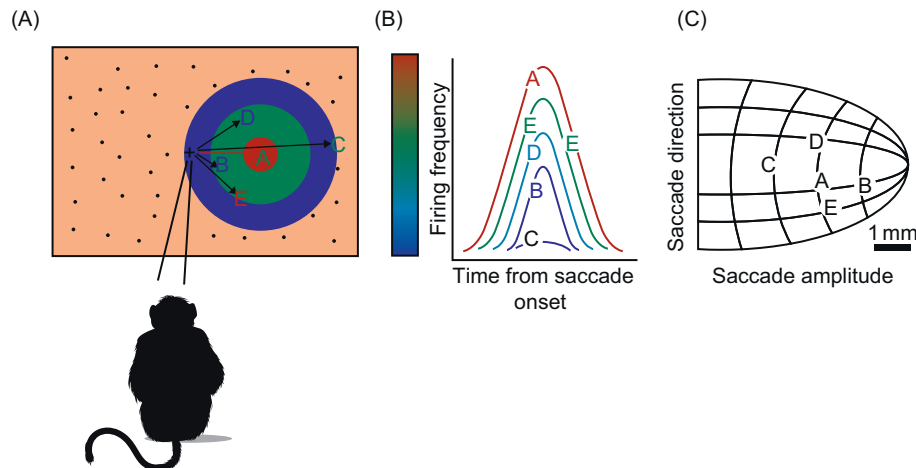 (A)
D
C
A
B
E
(B)
Firing frequency
A
E
E
D
B
C
Time from saccade
onset
(C)
Saccade direction
D
C
A
B
E
1 mm
Saccade amplitude